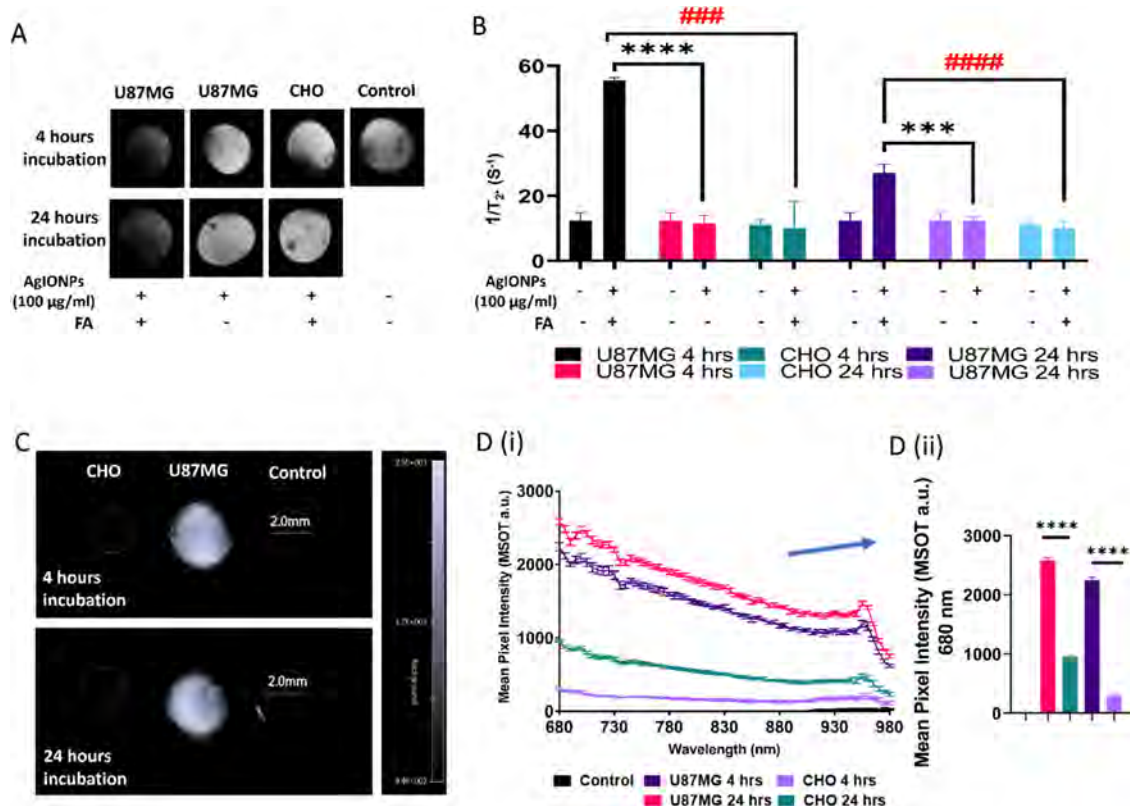 A
U87MG U87MG CHO Control
4 hours
incubation
24 hours
incubation
AgIONPs
(100 µg/ml) + + + -
FA + - + -
B
###
****
####
***
60
40
20
0
1/T2* (S-1)
AgIONPs
(100 µg/ml) - + - + - + - + - + - +
FA - + - - - + - + - - - +
U87MG 4 hrs CHO 4 hrs U87MG 24 hrs
U87MG 4 hrs CHO 24 hrs U87MG 24 hrs
C
CHO U87MG Control
2.0mm
4 hours
incubation
2.0mm
24 hours
incubation
D (i)
3000
2000
1000
0
Mean Pixel Intensity (MSOT a.u.)
680 730 780 830 880 930 980
Wavelength (nm)
Control U87MG 4 hrs CHO 4 hrs
U87MG 24 hrs CHO 24 hrs
D (ii)
**** ****
3000
2000
1000
0
Mean Pixel Intensity (MSOT a.u.)
680 nm